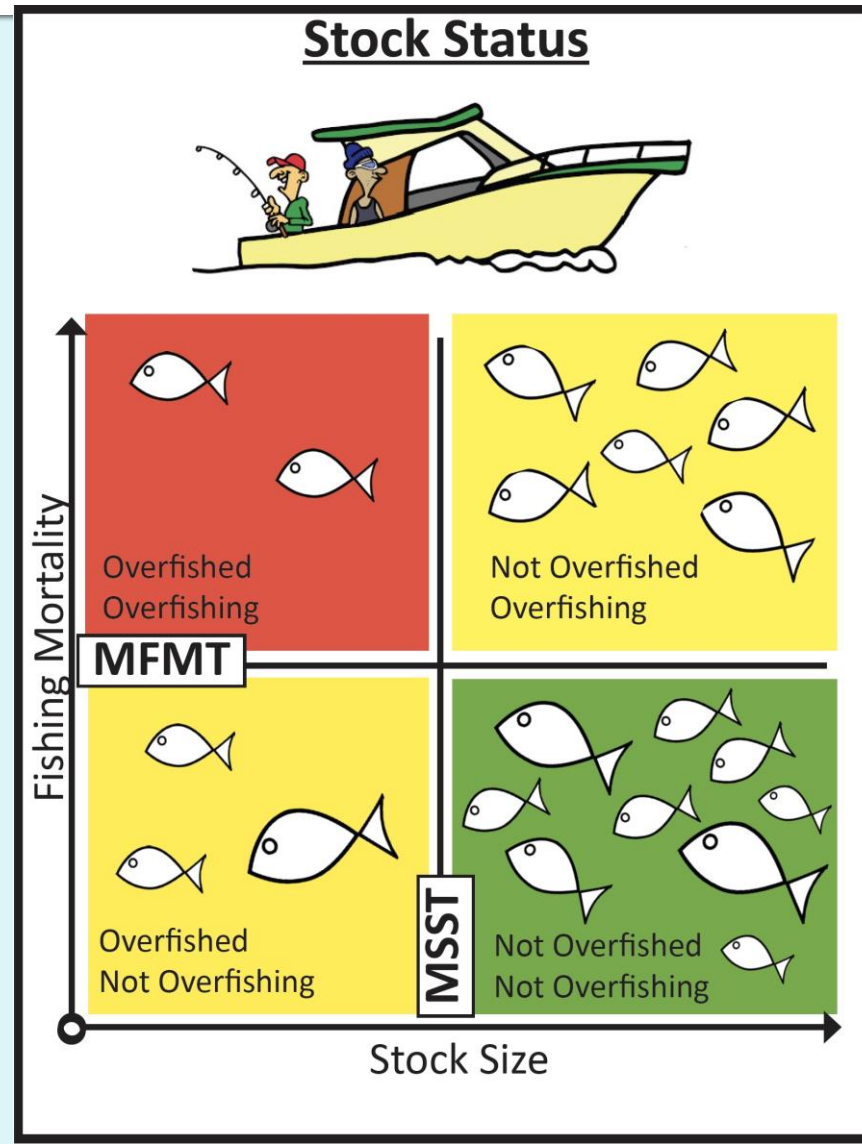 Stock Status
Overfished
Overfishing
Not Overfished
Overfishing
Fishing Mortality
MFMT
Overfished
Not Overfishing
MSST
Not Overfished
Not Overfishing
Stock Size